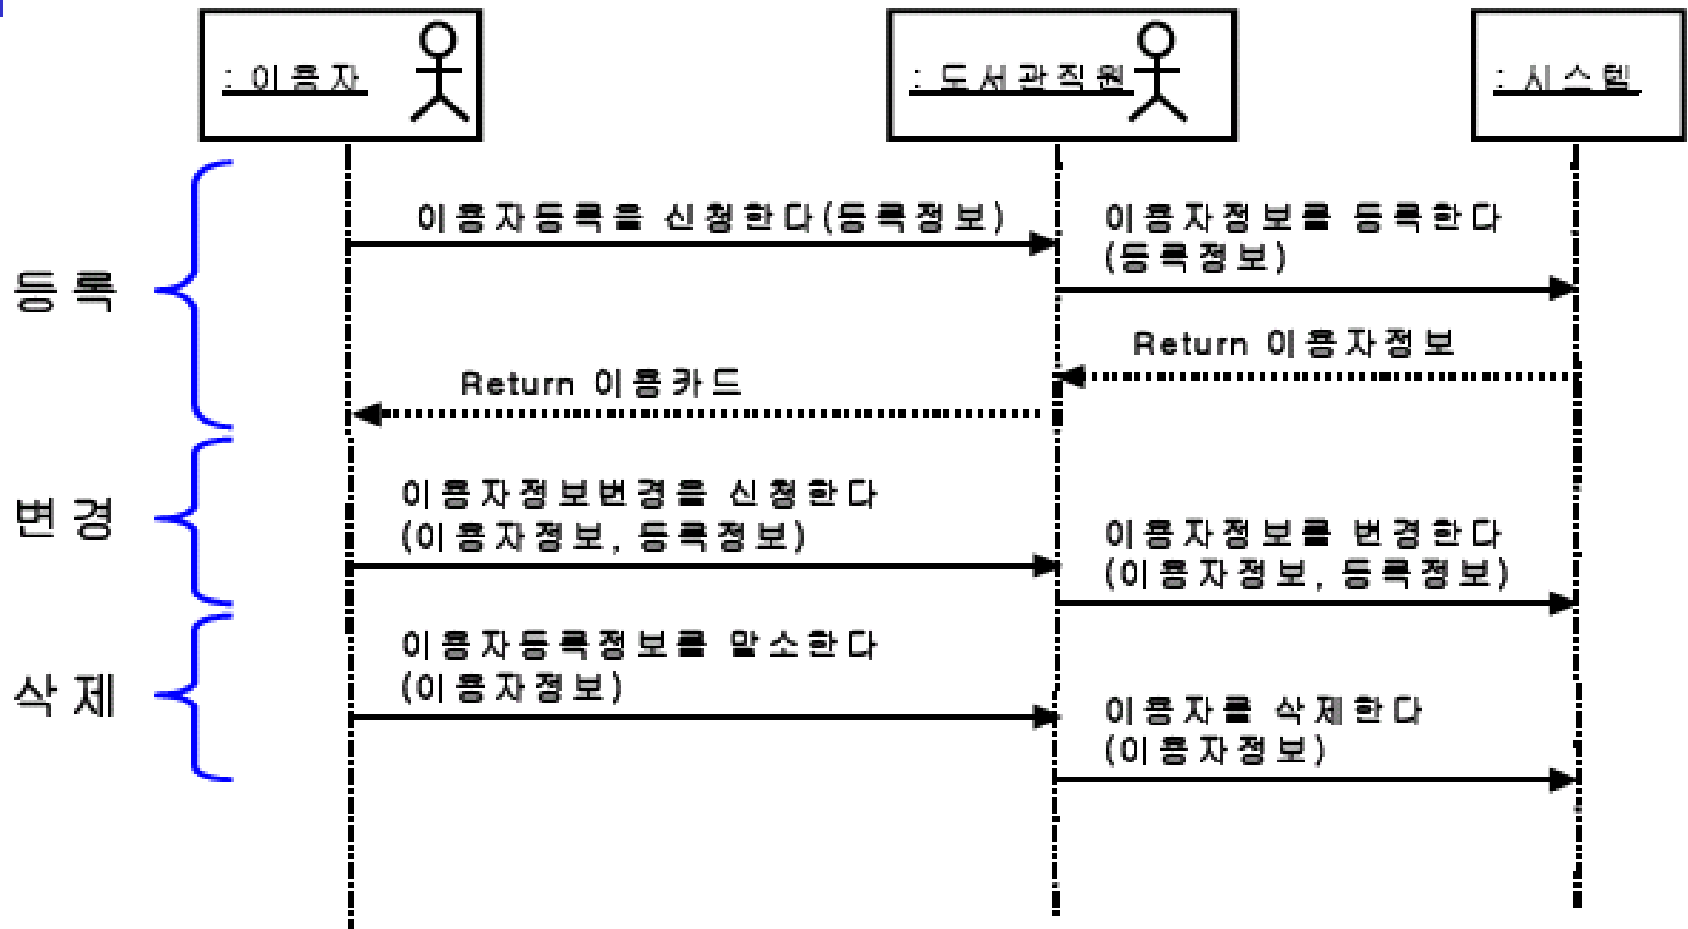 : 이용자
: 도서관직원
: 시스템
이용자등록을 신청한다(등록정보)
이용자정보를 등록한다
(등록정보)
등록
Return 이용자정보
Return 이용카드
이용자정보변경을 신청한다
(이용자정보, 등록정보)
변경
이용자정보를 변경한다
(이용자정보, 등록정보)
이용자등록정보를 말소한다
(이용자정보)
삭제
이용자를 삭제한다
(이용자정보)